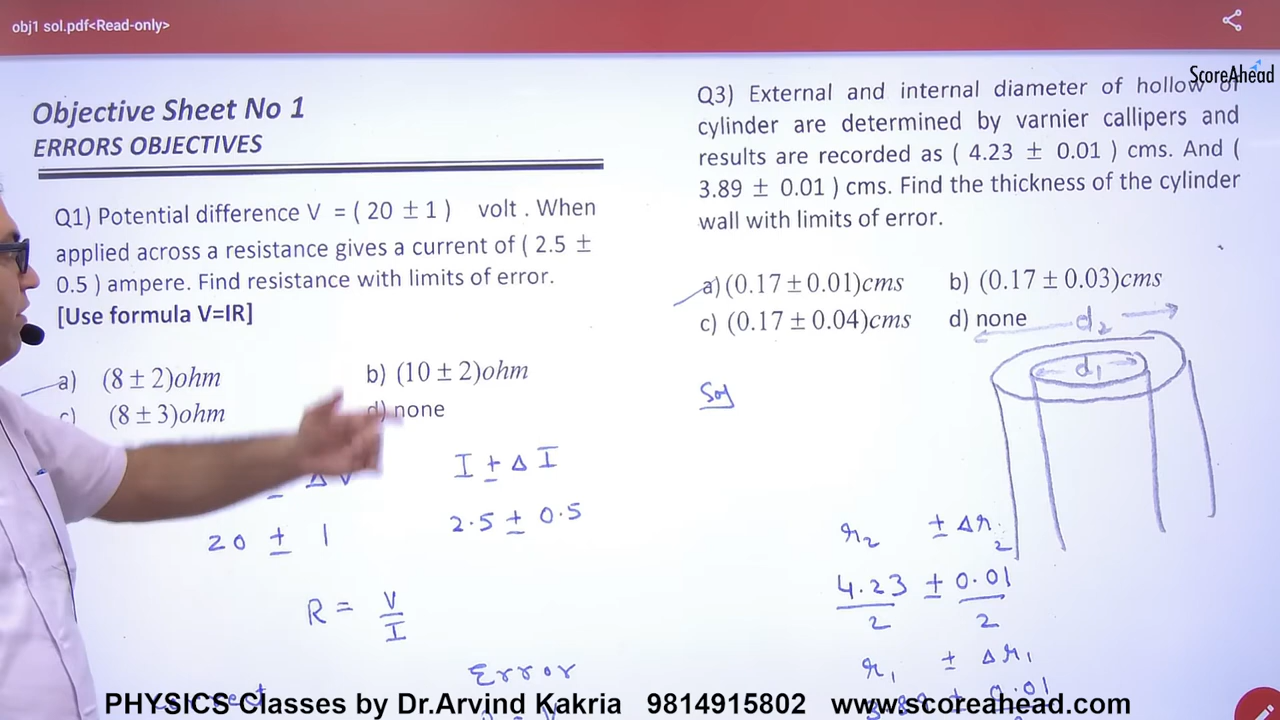 obj1 sol.pdf<Read-only>
ScoreAhead
Objective Sheet No 1
ERRORS OBJECTIVES
Q1) Potential difference V = ( 20 ± 1 ) volt . When
applied across a resistance gives a current of ( 2.5 ±
0.5 ) ampere. Find resistance with limits of error.
[Use formula V=IR]
a) (8 ± 2)ohm b) (10 ± 2)ohm
c) (8 ± 3)ohm d) none
± Δ V
I ± Δ I
20 ± 1
2.5 ± 0.5
R = V
I
Error
Q3) External and internal diameter of hollow
cylinder are determined by varnier callipers and
results are recorded as ( 4.23 ± 0.01 ) cms. And (
3.89 ± 0.01 ) cms. Find the thickness of the cylinder
wall with limits of error.
a) (0.17 ± 0.01)cms b) (0.17 ± 0.03)cms
c) (0.17 ± 0.04)cms d) none
d2
d1
Sol
r2 ± Δr2
4.23 ± 0.01
2 2
r1 ± Δr1
PHYSICS Classes by Dr.Arvind Kakria 9814915802 www.scoreahead.com